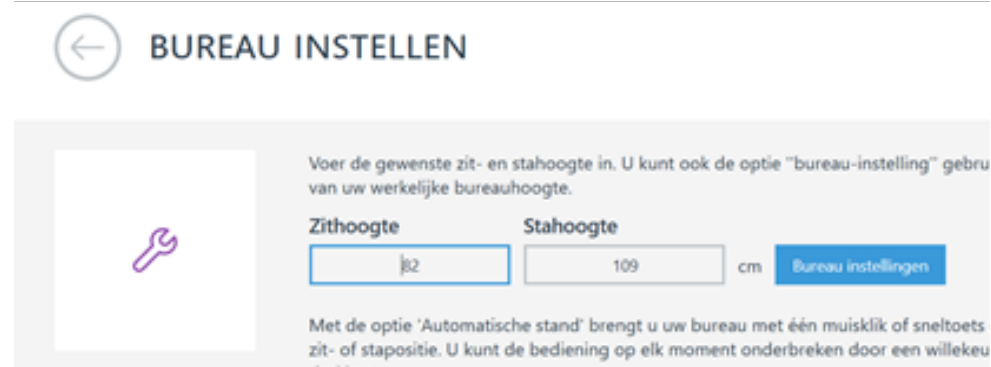 BUREAU INSTELLEN
Voer de gewenste zit- en stahoogte in. U kunt ook de optie "bureau-instelling" gebru
van uw werkelijke bureauhoogte.
Zithoogte Stahoogte
82 109 cm Bureau instellingen
Met de optie 'Automatische stand' brengt u uw bureau met één muisklik of sneltoets
zit- of stapositie. U kunt de bediening op elk moment onderbreken door een willekeu